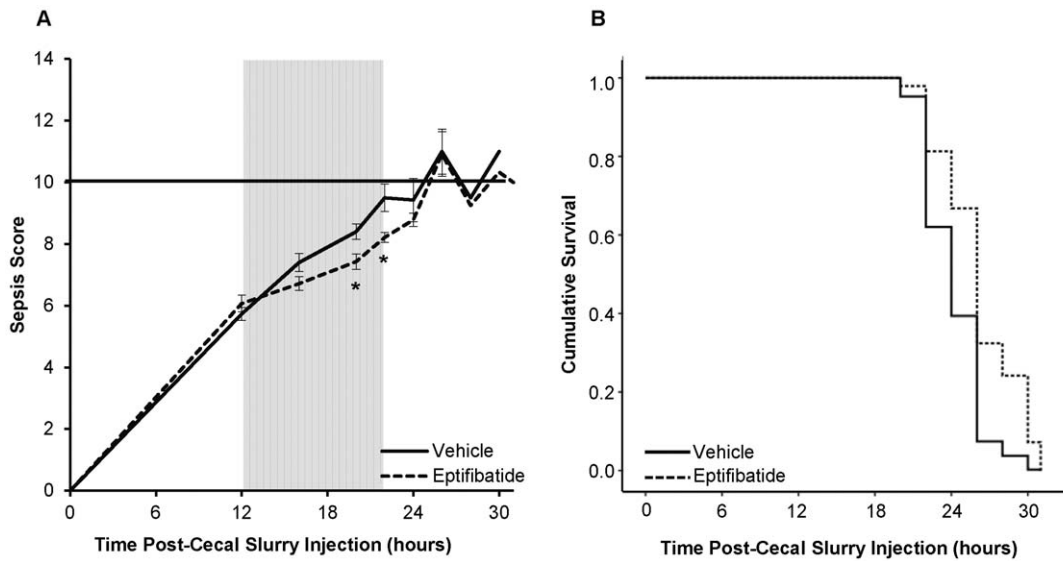 A
14
12
10
8
6
4
2
0
Sepsis Score
*
*
Vehicle
Eptifibatide
0 6 12 18 24 30
Time Post-Cecal Slurry Injection (hours)
B
1.0
0.8
0.6
0.4
0.2
0.0
Cumulative Survival
Vehicle
Eptifibatide
0 6 12 18 24 30
Time Post-Cecal Slurry Injection (hours)